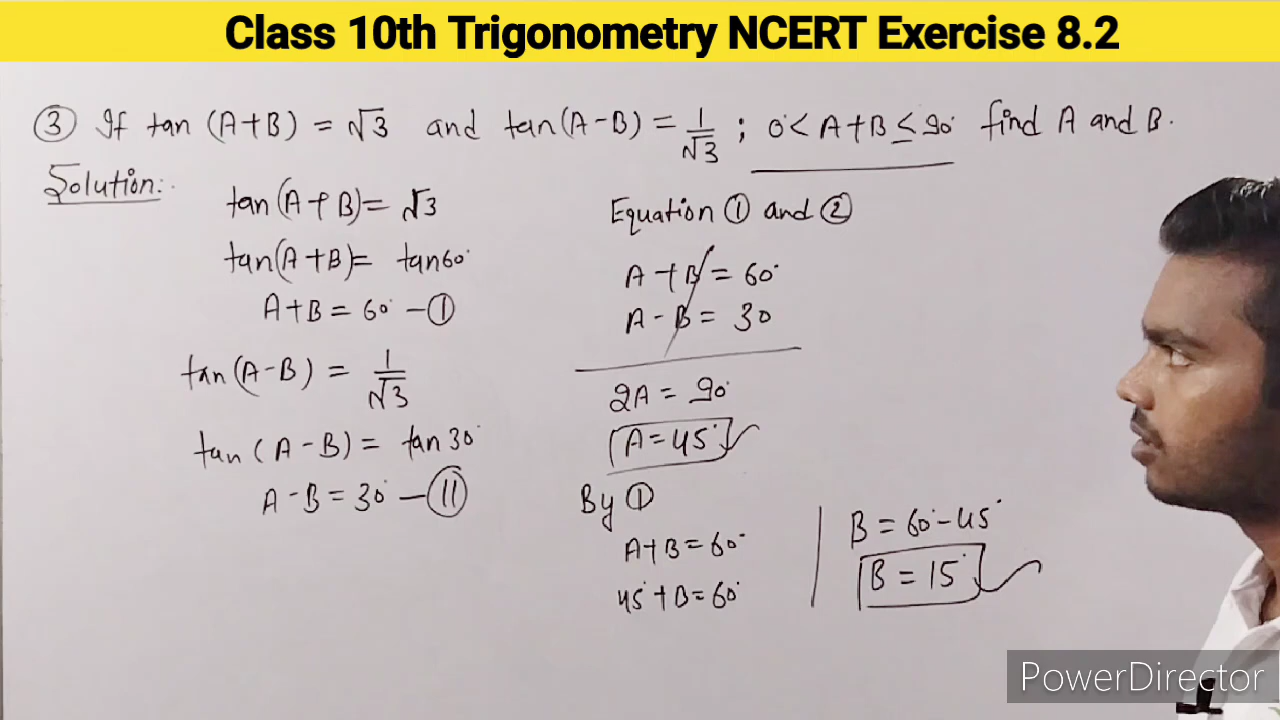 Class 10th Trigonometry NCERT Exercise 8.2
③ If tan (A+B) = √3 and tan(A-B) = 1/√3 ; 0°< A+B ≤ 90° find A and B.
Solution:-
tan(A+B)= √3
tan(A+B)= tan60°
A+B = 60° -①
tan(A-B) = 1/√3
tan (A-B) = tan 30°
A-B = 30° -⑪
Equation ① and ②
A+B = 60°
A-B = 30
2A = 90°
A=45°
By ①
A+B=60°
45°+B=60°
B = 60°-45°
B = 15°
PowerDirector